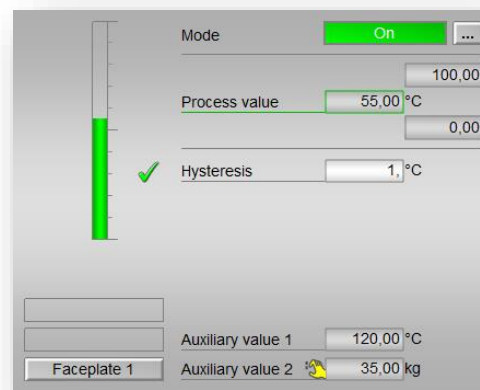 Mode On ...
100,00
Process value 55,00 °C
0,00
Hysteresis 1, °C
Auxiliary value 1 120,00 °C
Faceplate 1 Auxiliary value 2 35,00 kg